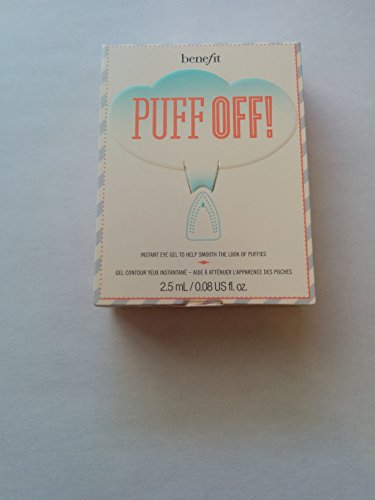 benefit
PUFF OFF!
INSTANT EYE GEL TO HELP SMOOTH THE LOOK OF PUFFIES
GEL CONTOUR YEUX INSTANTANÉ – AIDE À ATTÉNUER L'APPARENCE DES POCHES
2.5 mL / 0.08 US fl. oz.